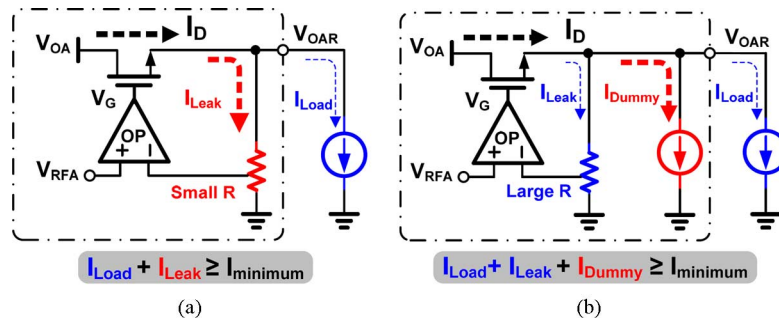 V_OA
I_D
V_OAR
V_G
I_Leak
I_Load
OP
+ −
V_RFA
Small R
I_Load + I_Leak ≥ I_minimum
(a)
V_OA
I_D
V_OAR
V_G
I_Leak
I_Dummy
I_Load
OP
+ −
V_RFA
Large R
I_Load + I_Leak + I_Dummy ≥ I_minimum
(b)